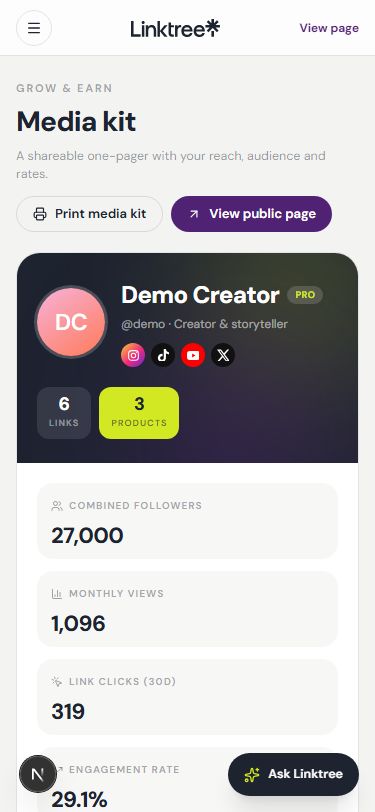 Linktree
View page
GROW & EARN
Media kit
A shareable one-pager with your reach, audience and
rates.
Print media kit
View public page
DC
Demo Creator
PRO
@demo · Creator & storyteller
6
LINKS
3
PRODUCTS
COMBINED FOLLOWERS
27,000
MONTHLY VIEWS
1,096
LINK CLICKS (30D)
319
ENGAGEMENT RATE
29.1%
N
Ask Linktree